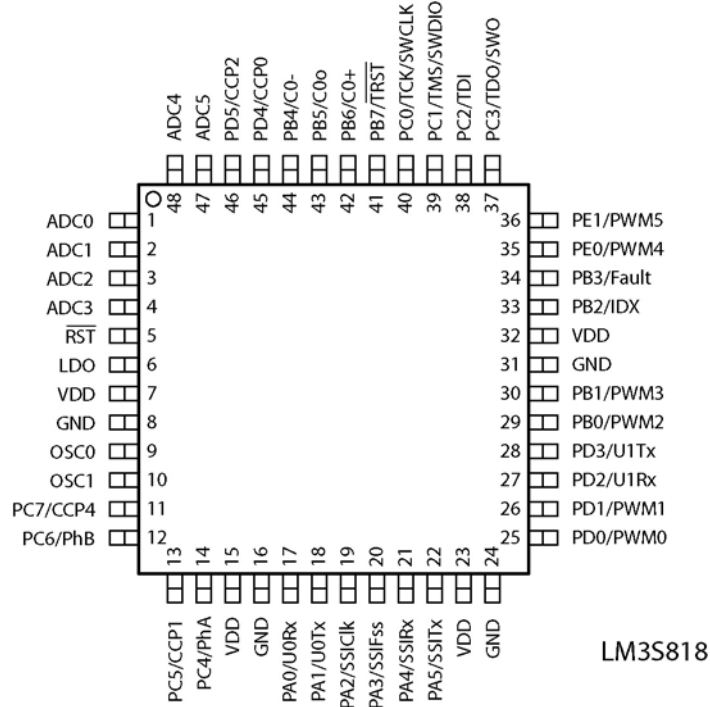 ADC4
ADC5
PD5/CCP2
PD4/CCP0
PB4/C0-
PB5/C0o
PB6/C0+
PB7/TRST
PC0/TCK/SWCLK
PC1/TMS/SWDIO
PC2/TDI
PC3/TDO/SWO
48
47
46
45
44
43
42
41
40
39
38
37
ADC0 1
ADC1 2
ADC2 3
ADC3 4
RST 5
LDO 6
VDD 7
GND 8
OSC0 9
OSC1 10
PC7/CCP4 11
PC6/PhB 12
36 PE1/PWM5
35 PE0/PWM4
34 PB3/Fault
33 PB2/IDX
32 VDD
31 GND
30 PB1/PWM3
29 PB0/PWM2
28 PD3/U1Tx
27 PD2/U1Rx
26 PD1/PWM1
25 PD0/PWM0
13
14
15
16
17
18
19
20
21
22
23
24
PC5/CCP1
PC4/PhA
VDD
GND
PA0/U0Rx
PA1/U0Tx
PA2/SSIClk
PA3/SSIFss
PA4/SSIRx
PA5/SSITx
VDD
GND
LM3S818